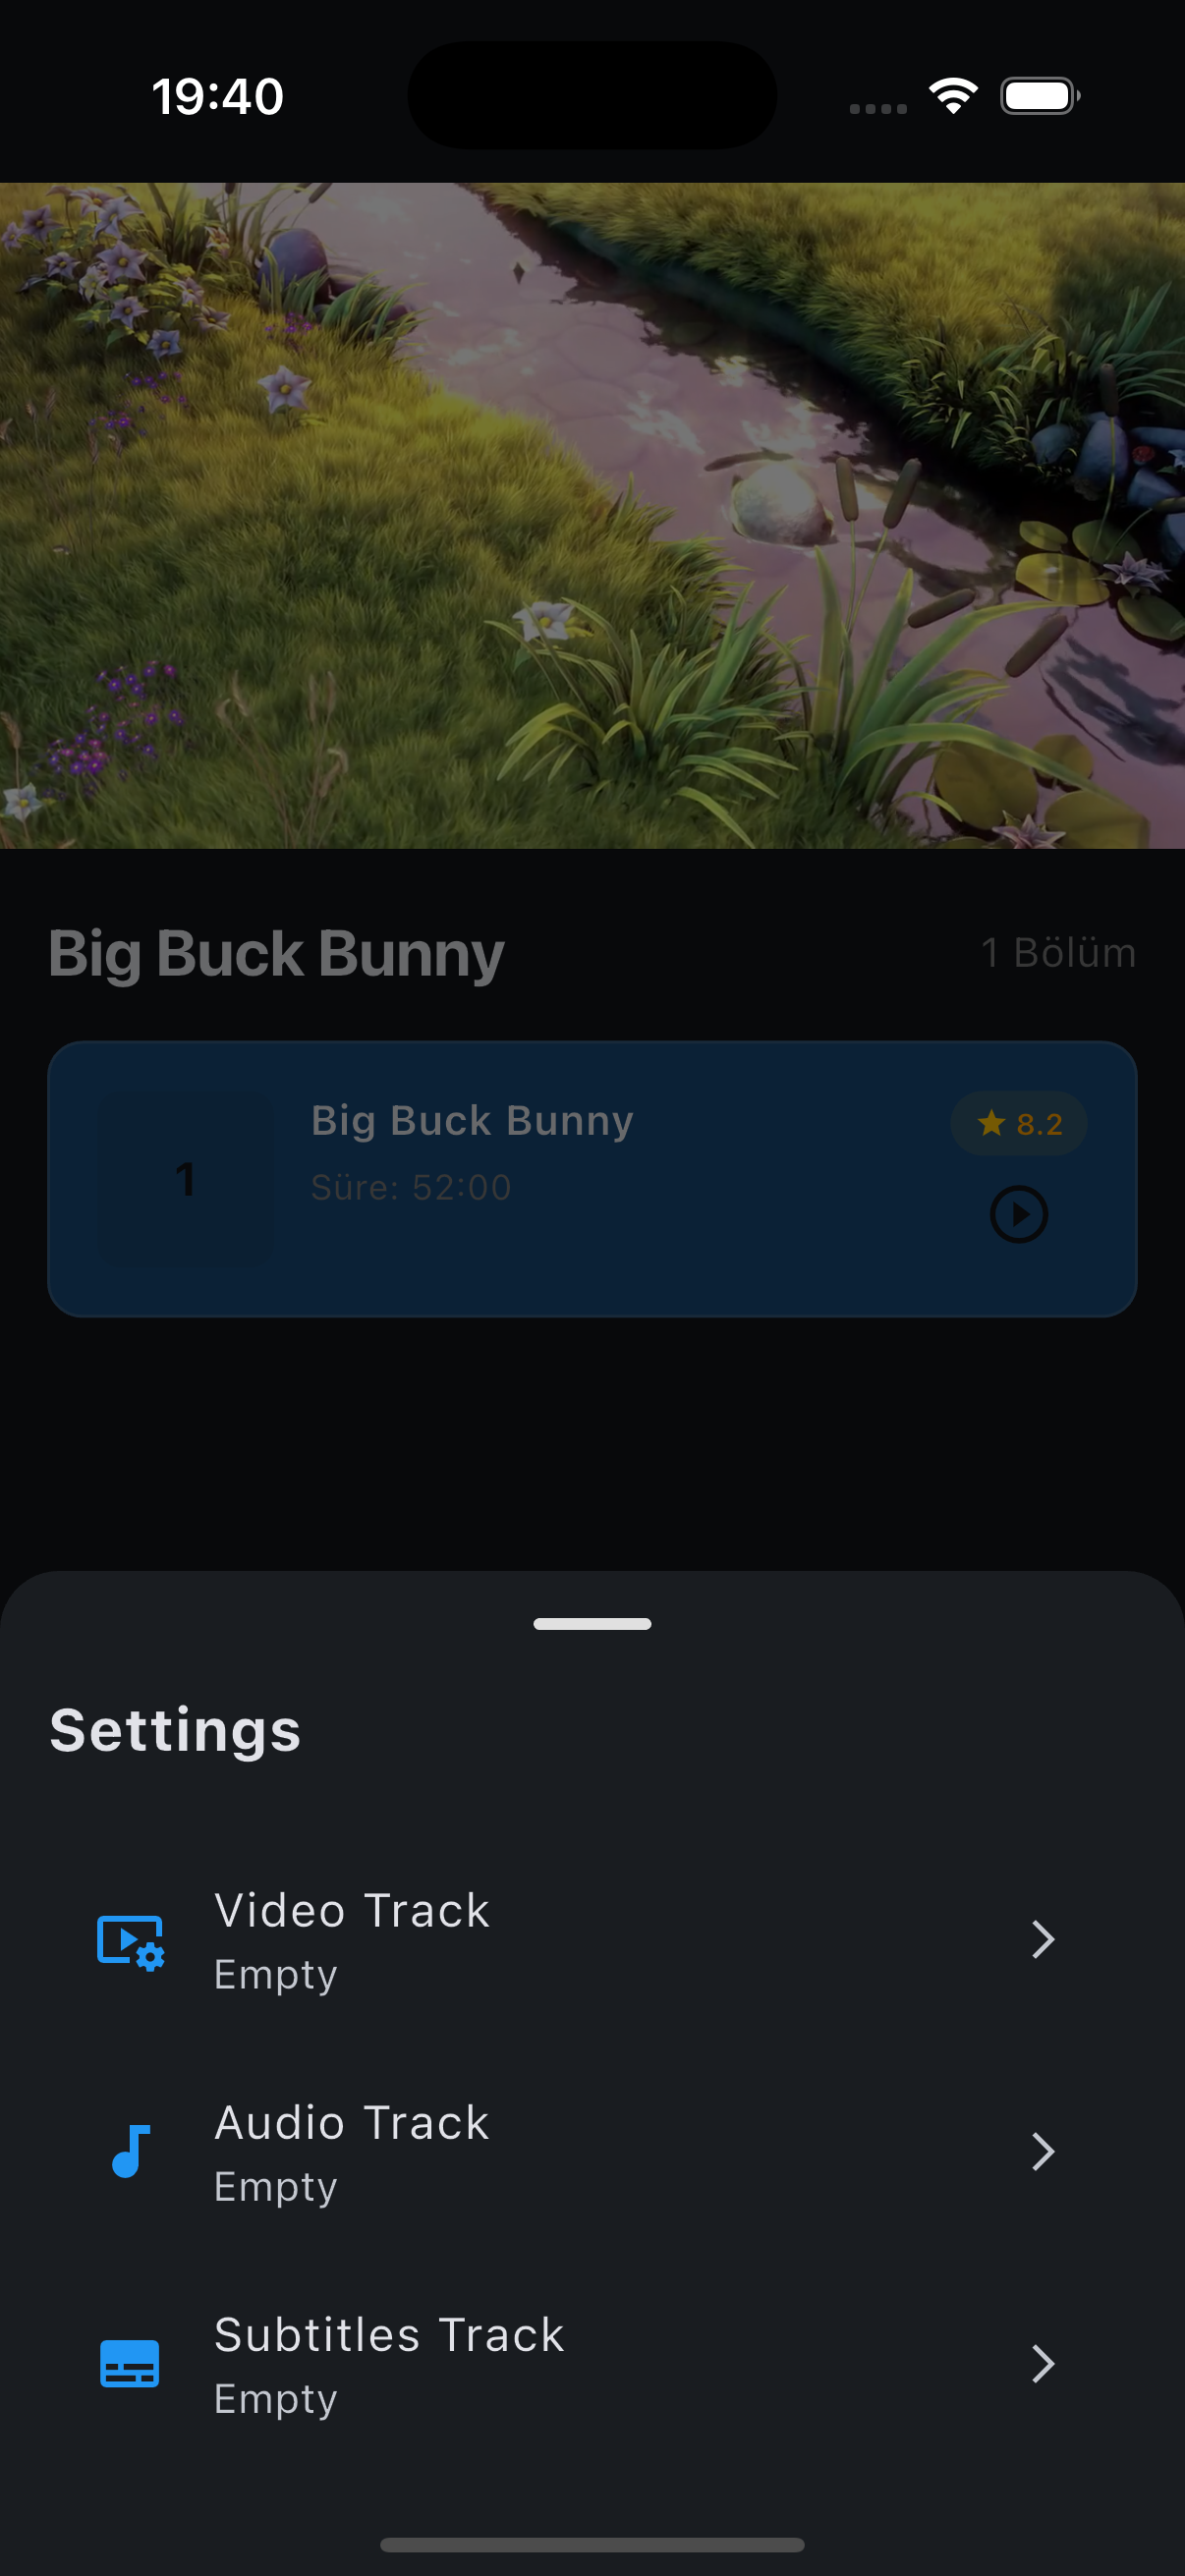 19:40
Big Buck Bunny
1 Bölüm
1
Big Buck Bunny
8.2
Süre: 52:00
Settings
Video Track
Empty
Audio Track
Empty
Subtitles Track
Empty